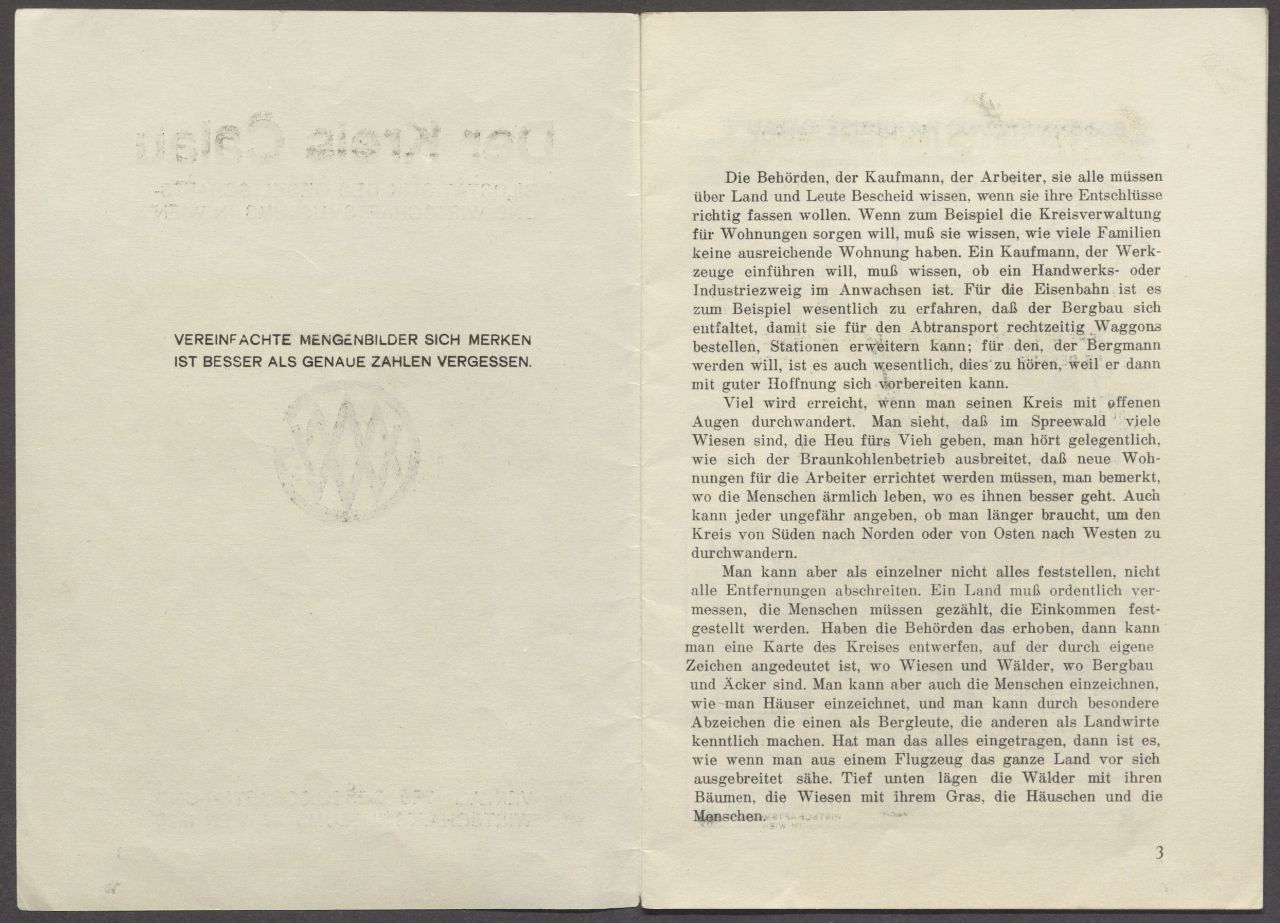 VEREINFACHTE MENGENBILDER SICH MERKEN
IST BESSER ALS GENAUE ZAHLEN VERGESSEN.
Die Behörden, der Kaufmann, der Arbeiter, sie alle müssen
über Land und Leute Bescheid wissen, wenn sie ihre Entschlüsse
richtig fassen wollen. Wenn zum Beispiel die Kreisverwaltung
für Wohnungen sorgen will, muß sie wissen, wie viele Familien
keine ausreichende Wohnung haben. Ein Kaufmann, der Werk-
zeuge einführen will, muß wissen, ob ein Handwerks- oder
Industriezweig im Anwachsen ist. Für die Eisenbahn ist es
zum Beispiel wesentlich zu erfahren, daß der Bergbau sich
entfaltet, damit sie für den Abtransport rechtzeitig Waggons
bestellen, Stationen erweitern kann; für den, der Bergmann
werden will, ist es auch wesentlich, dies zu hören, weil er dann
mit guter Hoffnung sich vorbereiten kann.
Viel wird erreicht, wenn man seinen Kreis mit offenen
Augen durchwandert. Man sieht, daß im Spreewald viele
Wiesen sind, die Heu fürs Vieh geben, man hört gelegentlich,
wie sich der Braunkohlenbetrieb ausbreitet, daß neue Woh-
nungen für die Arbeiter errichtet werden müssen, man bemerkt,
wo die Menschen ärmlich leben, wo es ihnen besser geht. Auch
kann jeder ungefähr angeben, ob man länger braucht, um den
Kreis von Süden nach Norden oder von Osten nach Westen zu
durchwandern.
Man kann aber als einzelner nicht alles feststellen, nicht
alle Entfernungen abschreiten. Ein Land muß ordentlich ver-
messen, die Menschen müssen gezählt, die Einkommen fest-
gestellt werden. Haben die Behörden das erhoben, dann kann
man eine Karte des Kreises entwerfen, auf der durch eigene
Zeichen angedeutet ist, wo Wiesen und Wälder, wo Bergbau
und Äcker sind. Man kann aber auch die Menschen einzeichnen,
wie man Häuser einzeichnet, und man kann durch besondere
Abzeichen die einen als Bergleute, die anderen als Landwirte
kenntlich machen. Hat man das alles eingetragen, dann ist es,
wie wenn man aus einem Flugzeug das ganze Land vor sich
ausgebreitet sähe. Tief unten lägen die Wälder mit ihren
Bäumen, die Wiesen mit ihrem Gras, die Häuschen und die
Menschen.
3